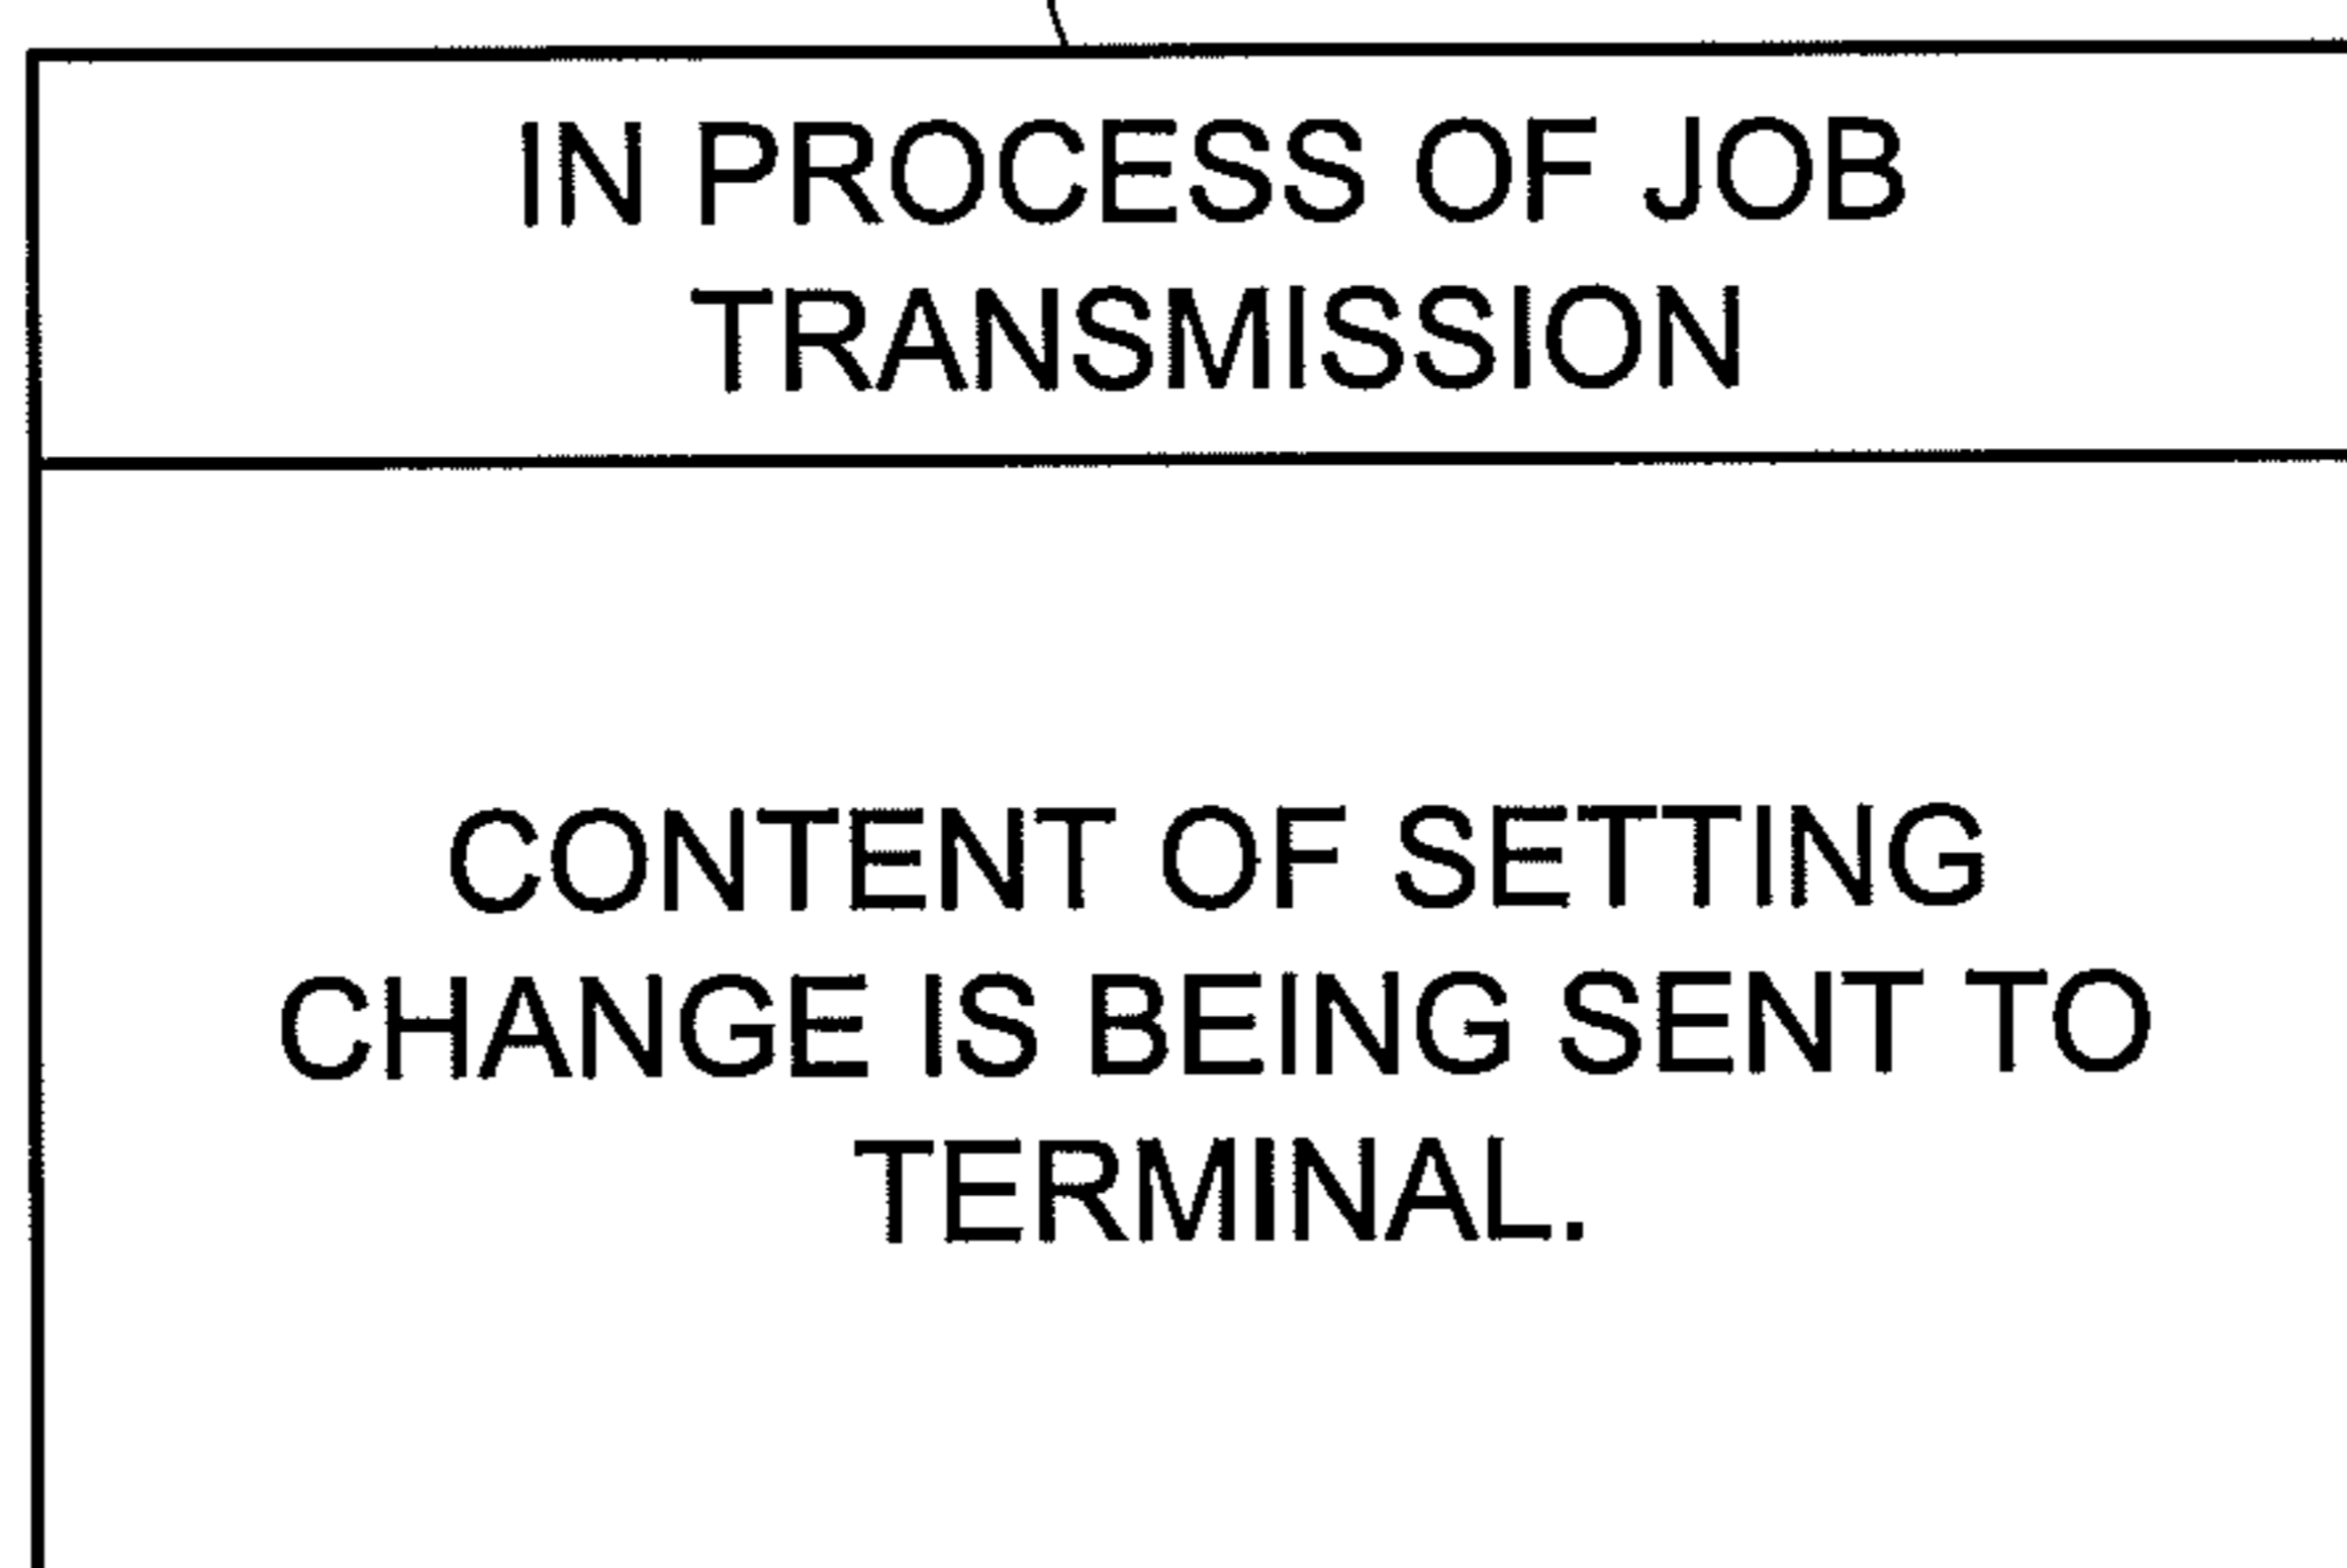 IN PROCESS OF JOB
TRANSMISSION
CONTENT OF SETTING
CHANGE IS BEING SENT TO
TERMINAL.